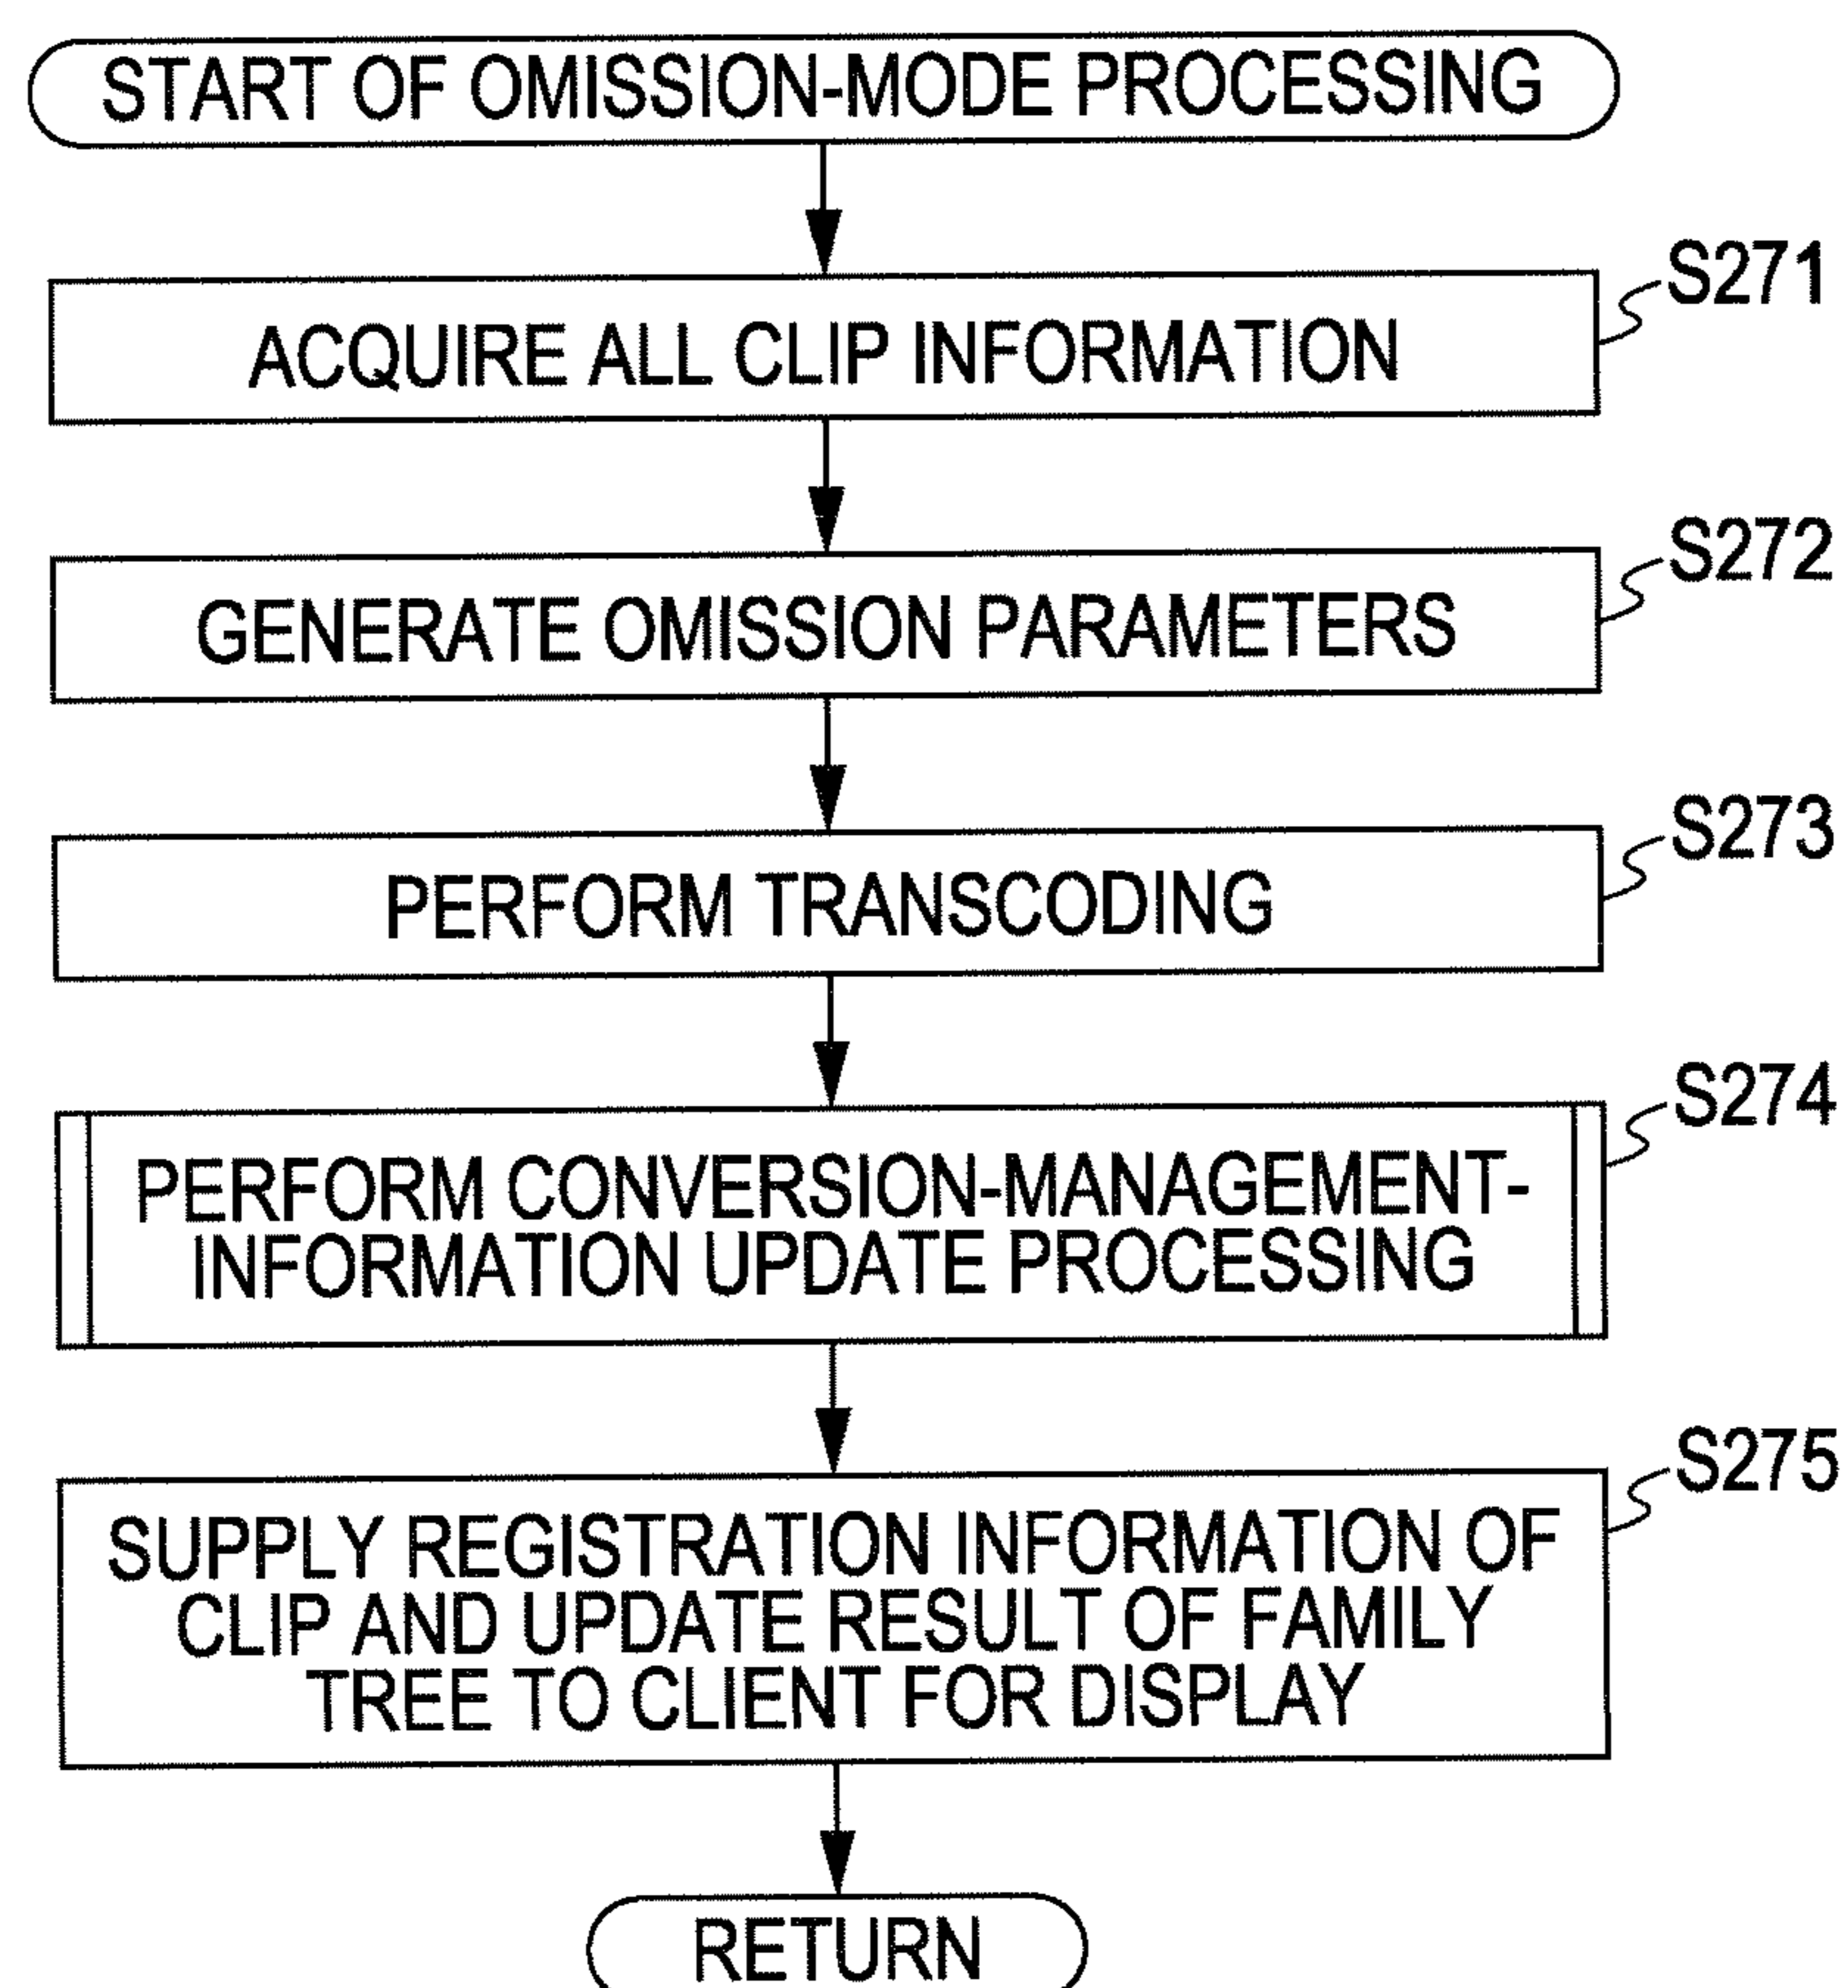 START OF OMISSION-MODE PROCESSING
S271
ACQUIRE ALL CLIP INFORMATION
S272
GENERATE OMISSION PARAMETERS
S273
PERFORM TRANSCODING
S274
PERFORM CONVERSION-MANAGEMENT-
INFORMATION UPDATE PROCESSING
S275
SUPPLY REGISTRATION INFORMATION OF
CLIP AND UPDATE RESULT OF FAMILY
TREE TO CLIENT FOR DISPLAY
RETURN